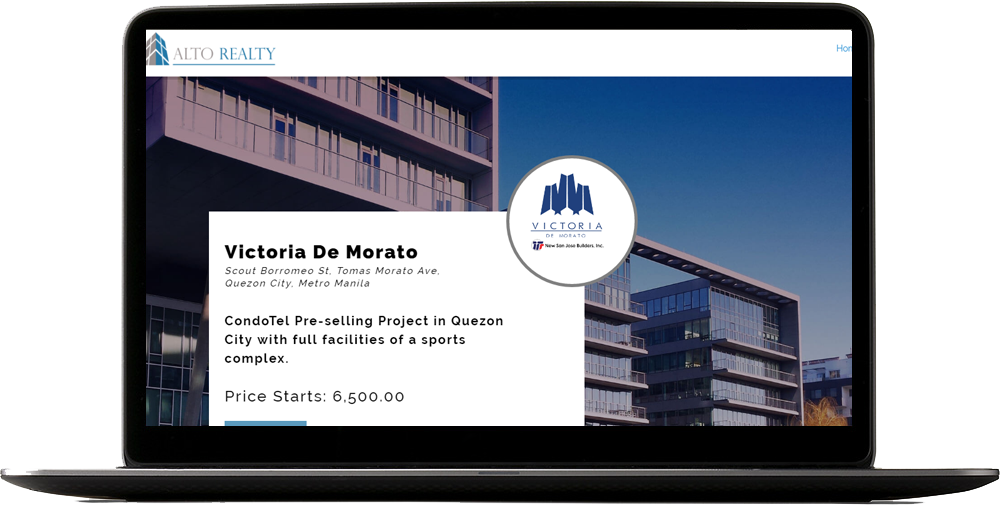 ALTO REALTY
Hom
VICTORIA
DE MORATO
New San Jose Builders, Inc.
Victoria De Morato
Scout Borromeo St, Tomas Morato Ave,
Quezon City, Metro Manila
CondoTel Pre-selling Project in Quezon
City with full facilities of a sports
complex.
Price Starts: 6,500.00